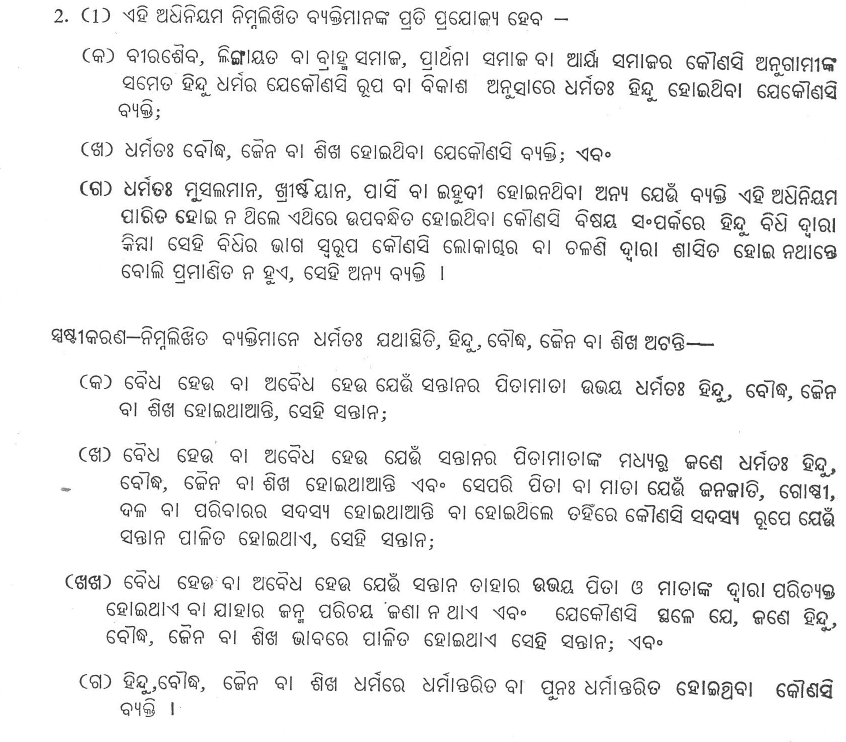 2. (1) ଏହି ଅଧିନିୟମ ନିମ୍ନଲିଖିତ ବ୍ୟକ୍ତିମାନଙ୍କ ପ୍ରତି ପ୍ରଯୋଜ୍ୟ ହେବ —
(କ) ବୀରଶୈବ, ଲିଙ୍ଗାୟତ ବା ବ୍ରାହ୍ମ ସମାଜ, ପ୍ରାର୍ଥନା ସମାଜ ବା ଆର୍ଯ୍ୟ ସମାଜର କୌଣସି ଅନୁଗାମୀଙ୍କ
ସମେତ ହିନ୍ଦୁ ଧର୍ମର ଯେକୌଣସି ରୂପ ବା ବିକାଶ ଅନୁସାରେ ଧର୍ମତଃ ହିନ୍ଦୁ ହୋଇଥିବା ଯେକୌଣସି
ବ୍ୟକ୍ତି;
(ଖ) ଧର୍ମତଃ ବୌଦ୍ଧ, ଜୈନ ବା ଶିଖ ହୋଇଥିବା ଯେକୌଣସି ବ୍ୟକ୍ତି; ଏବଂ
(ଗ) ଧର୍ମତଃ ମୁସଲମାନ, ଖ୍ରୀଷ୍ଟିୟାନ, ପାର୍ସି ବା ଇହୁଦୀ ହୋଇନଥିବା ଅନ୍ୟ ଯେଉଁ ବ୍ୟକ୍ତି ଏହି ଅଧିନିୟମ
ପାରିତ ହୋଇ ନ ଥିଲେ ଏଥିରେ ଉପବନ୍ଧିତ ହୋଇଥିବା କୌଣସି ବିଷୟ ସଂପର୍କରେ ହିନ୍ଦୁ ବିଧି ଦ୍ୱାରା
କିମ୍ବା ସେହି ବିଧିର ଭାଗ ସ୍ୱରୂପ କୌଣସି ଲୋକାଚାର ବା ଚଳଣି ଦ୍ୱାରା ଶାସିତ ହୋଇ ନଥାନ୍ତେ
ବୋଲି ପ୍ରମାଣିତ ନ ହୁଏ, ସେହି ଅନ୍ୟ ବ୍ୟକ୍ତି ।
ସ୍ପଷ୍ଟୀକରଣ—ନିମ୍ନଲିଖିତ ବ୍ୟକ୍ତିମାନେ ଧର୍ମତଃ ଯଥାସ୍ଥିତି, ହିନ୍ଦୁ, ବୌଦ୍ଧ, ଜୈନ ବା ଶିଖ ଅଟନ୍ତି—
(କ) ବୈଧ ହେଉ ବା ଅବୈଧ ହେଉ ଯେଉଁ ସନ୍ତାନର ପିତାମାତା ଉଭୟ ଧର୍ମତଃ ହିନ୍ଦୁ, ବୌଦ୍ଧ, ଜୈନ
ବା ଶିଖ ହୋଇଥାଆନ୍ତି, ସେହି ସନ୍ତାନ;
(ଖ) ବୈଧ ହେଉ ବା ଅବୈଧ ହେଉ ଯେଉଁ ସନ୍ତାନର ପିତାମାତାଙ୍କ ମଧ୍ୟରୁ ଜଣେ ଧର୍ମତଃ ହିନ୍ଦୁ,
ବୌଦ୍ଧ, ଜୈନ ବା ଶିଖ ହୋଇଥାଆନ୍ତି ଏବଂ ସେପରି ପିତା ବା ମାତା ଯେଉଁ ଜନଜାତି, ଗୋଷ୍ଠୀ,
ଦଳ ବା ପରିବାରର ସଦସ୍ୟ ହୋଇଥାଆନ୍ତି ବା ହୋଇଥିଲେ ତହିଁରେ କୌଣସି ସଦସ୍ୟ ରୂପେ ଯେଉଁ
ସନ୍ତାନ ପାଳିତ ହୋଇଥାଏ, ସେହି ସନ୍ତାନ;
(ଖଖ) ବୈଧ ହେଉ ବା ଅବୈଧ ହେଉ ଯେଉଁ ସନ୍ତାନ ତାହାର ଉଭୟ ପିତା ଓ ମାତାଙ୍କ ଦ୍ୱାରା ପରିତ୍ୟକ୍ତ
ହୋଇଥାଏ ବା ଯାହାର ଜନ୍ମ ପରିଚୟ ଜଣା ନ ଥାଏ ଏବଂ ଯେକୌଣସି ସ୍ଥଳେ ଯେ, ଜଣେ ହିନ୍ଦୁ,
ବୌଦ୍ଧ, ଜୈନ ବା ଶିଖ ଭାବରେ ପାଳିତ ହୋଇଥାଏ ସେହି ସନ୍ତାନ; ଏବଂ
(ଗ) ହିନ୍ଦୁ,ବୌଦ୍ଧ, ଜୈନ ବା ଶିଖ ଧର୍ମରେ ଧର୍ମାନ୍ତରିତ ବା ପୁନଃ ଧର୍ମାନ୍ତରିତ ହୋଇଥିବା କୌଣସି
ବ୍ୟକ୍ତି ।